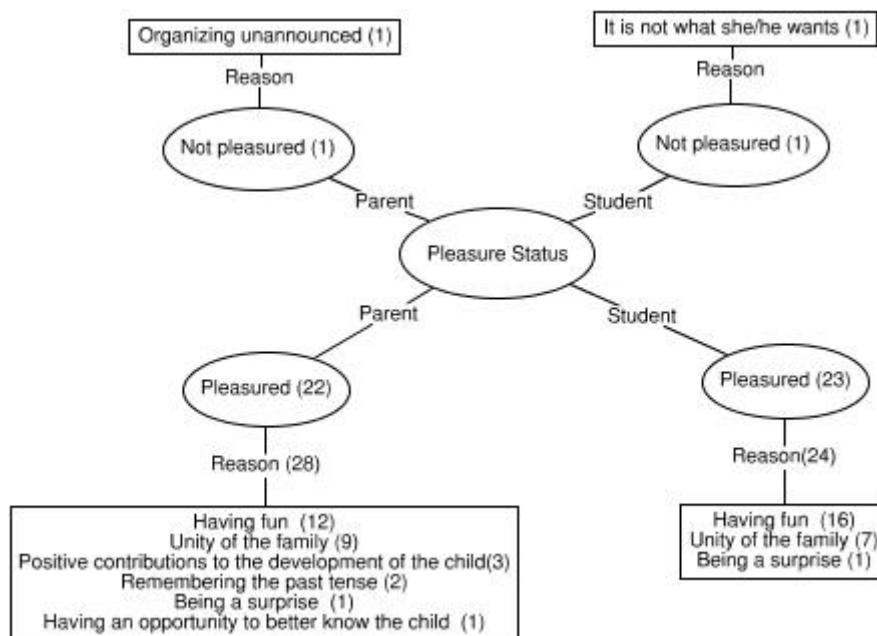 Organizing unannounced (1)
It is not what she/he wants (1)
Reason
Reason
Not pleasured (1)
Not pleasured (1)
Parent
Student
Pleasure Status
Parent
Student
Pleasured (22)
Pleasured (23)
Reason (28)
Reason(24)
Having fun (12)
Unity of the family (9)
Positive contributions to the development of the child(3)
Remembering the past tense (2)
Being a surprise (1)
Having an opportunity to better know the child (1)
Having fun (16)
Unity of the family (7)
Being a surprise (1)